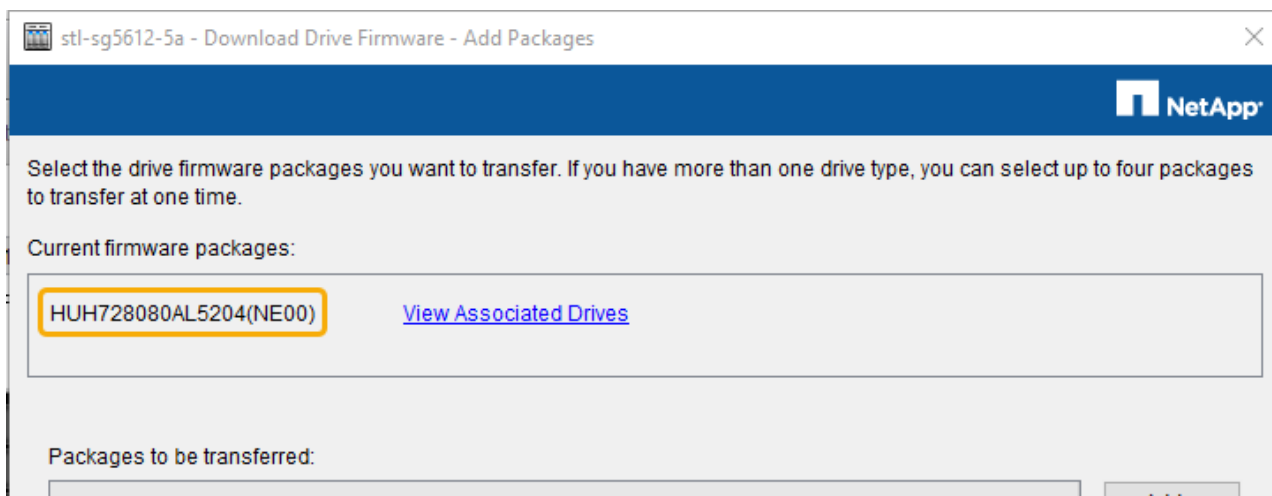 stl-sg5612-5a - Download Drive Firmware - Add Packages
NetApp
Select the drive firmware packages you want to transfer. If you have more than one drive type, you can select up to four packages
to transfer at one time.
Current firmware packages:
HUH728080AL5204(NE00) View Associated Drives
Packages to be transferred: